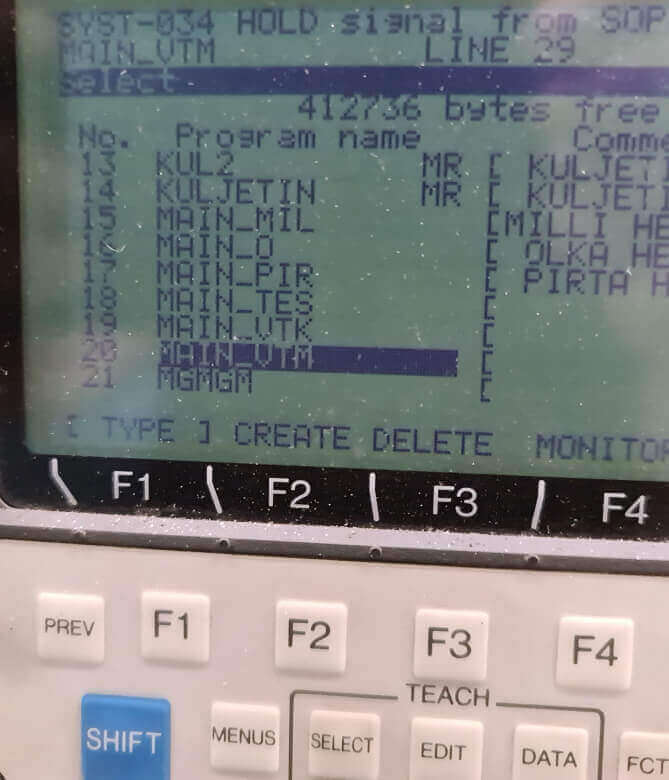 SYST-034 HOLD signal from SOP
MAIN_VTM LINE 29
Select
412736 bytes free
No. Program name Comme
13 KUL2 MR [ KULJETI
14 KULJETIN MR [ KULJETI
15 MAIN_MIL [MILLI HE
16 MAIN_O [ OLKA HE
17 MAIN_PIR [ PIRTA H
18 MAIN_TES [
19 MAIN_VTK [
20 MAIN_VTM [
21 MGMGM [
[ TYPE ] CREATE DELETE MONITOR
F1 F2 F3 F4
PREV F1 F2 F3 F4
TEACH
SHIFT MENUS SELECT EDIT DATA FCT